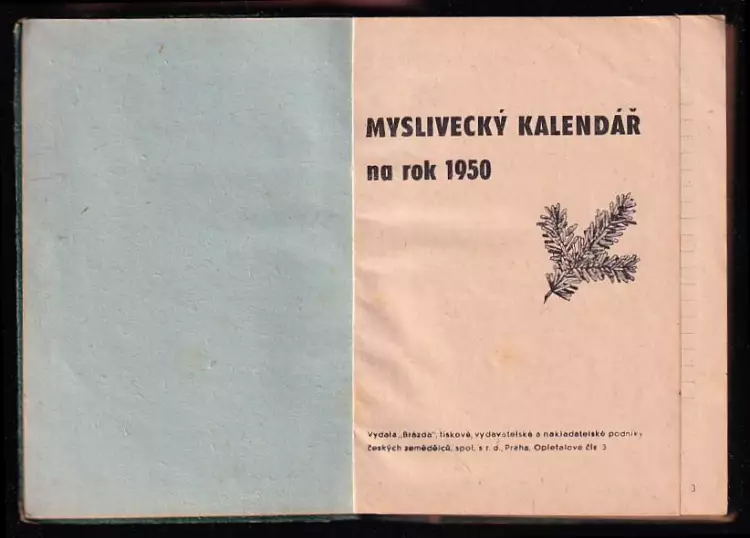 MYSLIVECKÝ KALENDÁŘ
na rok 1950
Vydala „Brázda", tiskové, vydavatelské a nakladatelské podniky
českých zemědělců, spol. s r. d., Praha, Opletalova čís 3
3